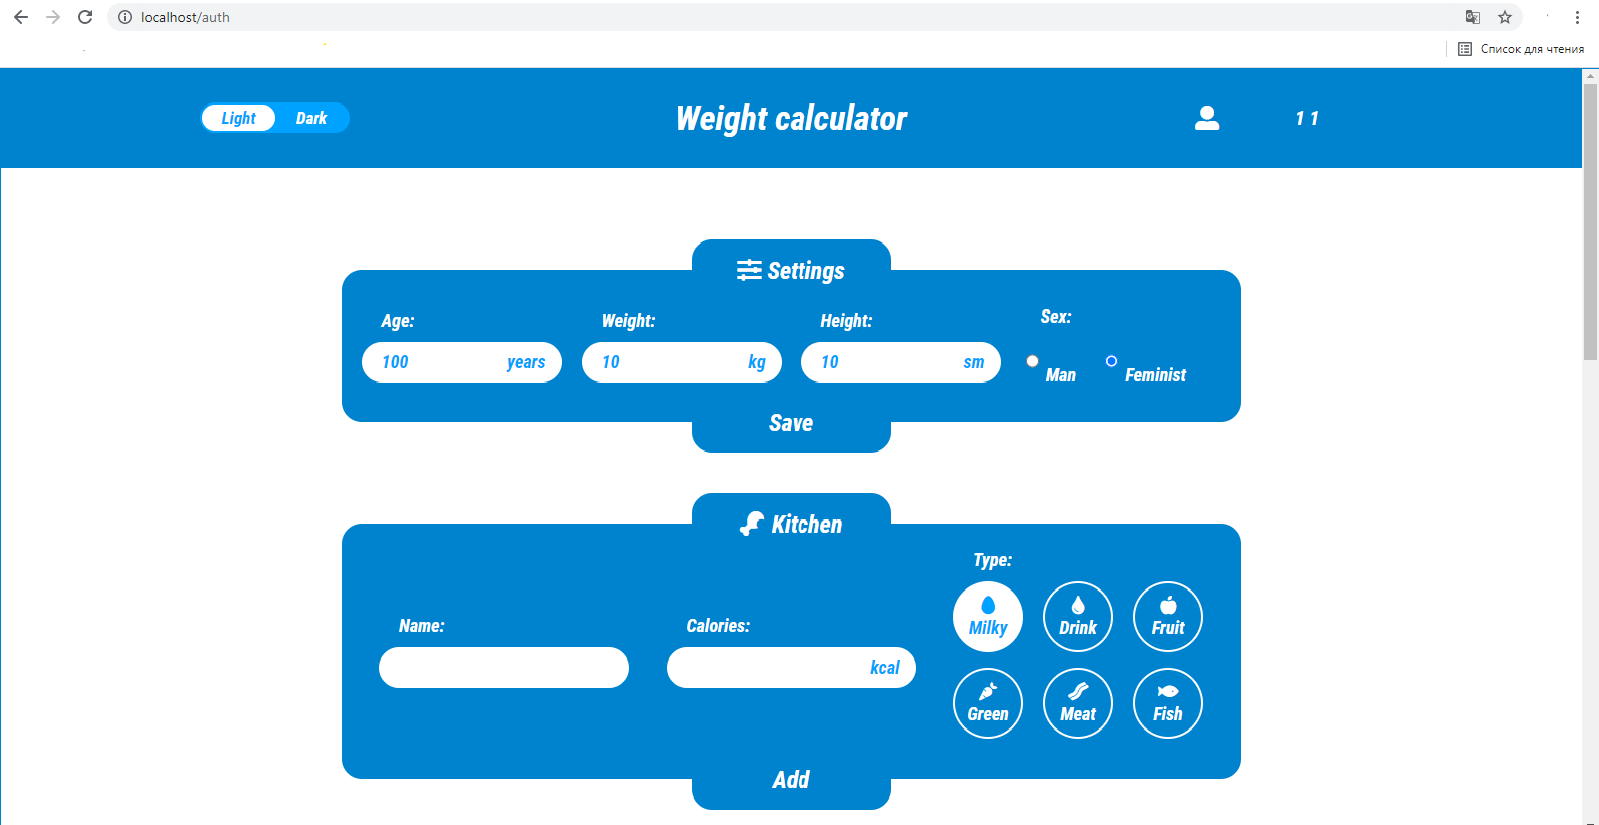 localhost/auth
Список для чтения
Light Dark
Weight calculator
1 1
Settings
Age: Weight: Height: Sex:
100 years 10 kg 10 sm
Man Feminist
Save
Kitchen
Type:
Milky Drink Fruit
Name: Calories:
kcal
Green Meat Fish
Add